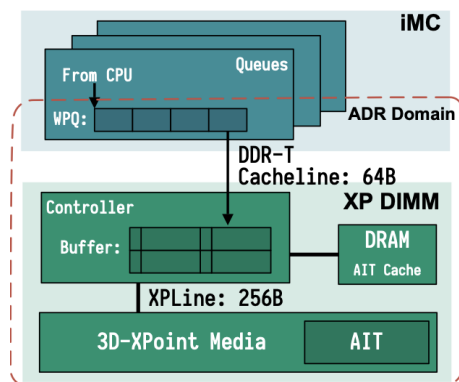 iMC
Queues
From CPU
ADR Domain
WPQ:
DDR-T
Cacheline: 64B
XP DIMM
Controller
Buffer:
DRAM
AIT Cache
XPLine: 256B
3D-XPoint Media
AIT